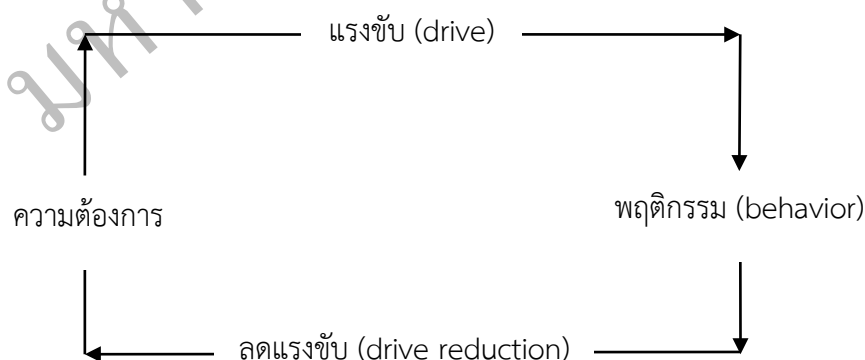 แรงขับ (drive)
ความต้องการ
พฤติกรรม (behavior)
ลดแรงขับ (drive reduction)